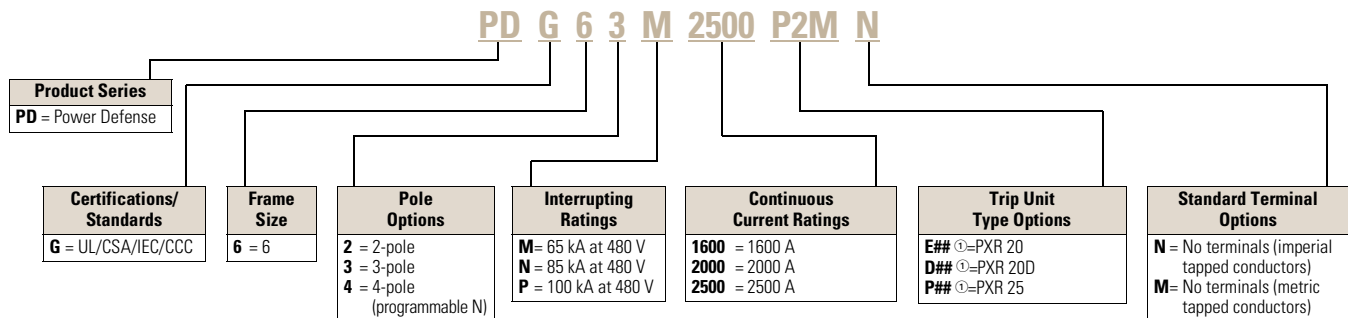 PD G 6 3 M 2500 P2M N
Product Series
PD = Power Defense
Certifications/
Standards
G = UL/CSA/IEC/CCC
Frame
Size
6 = 6
Pole
Options
2 = 2-pole
3 = 3-pole
4 = 4-pole
(programmable N)
Interrupting
Ratings
M= 65 kA at 480 V
N = 85 kA at 480 V
P = 100 kA at 480 V
Continuous
Current Ratings
1600 = 1600 A
2000 = 2000 A
2500 = 2500 A
Trip Unit
Type Options
E## ①=PXR 20
D## ①=PXR 20D
P## ①=PXR 25
Standard Terminal
Options
N = No terminals (imperial
tapped conductors)
M= No terminals (metric
tapped conductors)